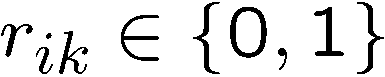 r_{ik} ∈ {0, 1}